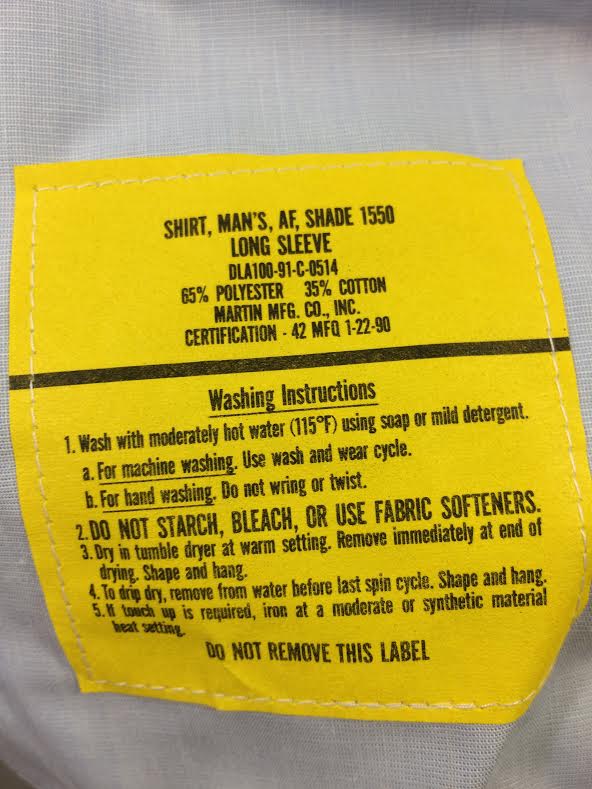 SHIRT, MAN'S, AF, SHADE 1550
LONG SLEEVE
DLA100-91-C-0514
65% POLYESTER 35% COTTON
MARTIN MFG. CO., INC.
CERTIFICATION - 42 MFQ 1-22-90
Washing Instructions
1. Wash with moderately hot water (115°F) using soap or mild detergent.
a. For machine washing. Use wash and wear cycle.
b. For hand washing. Do not wring or twist.
2. DO NOT STARCH, BLEACH, OR USE FABRIC SOFTENERS.
3. Dry in tumble dryer at warm setting. Remove immediately at end of
drying. Shape and hang.
4. To drip dry, remove from water before last spin cycle. Shape and hang.
5. If touch up is required, iron at a moderate or synthetic material
heat setting.
DO NOT REMOVE THIS LABEL